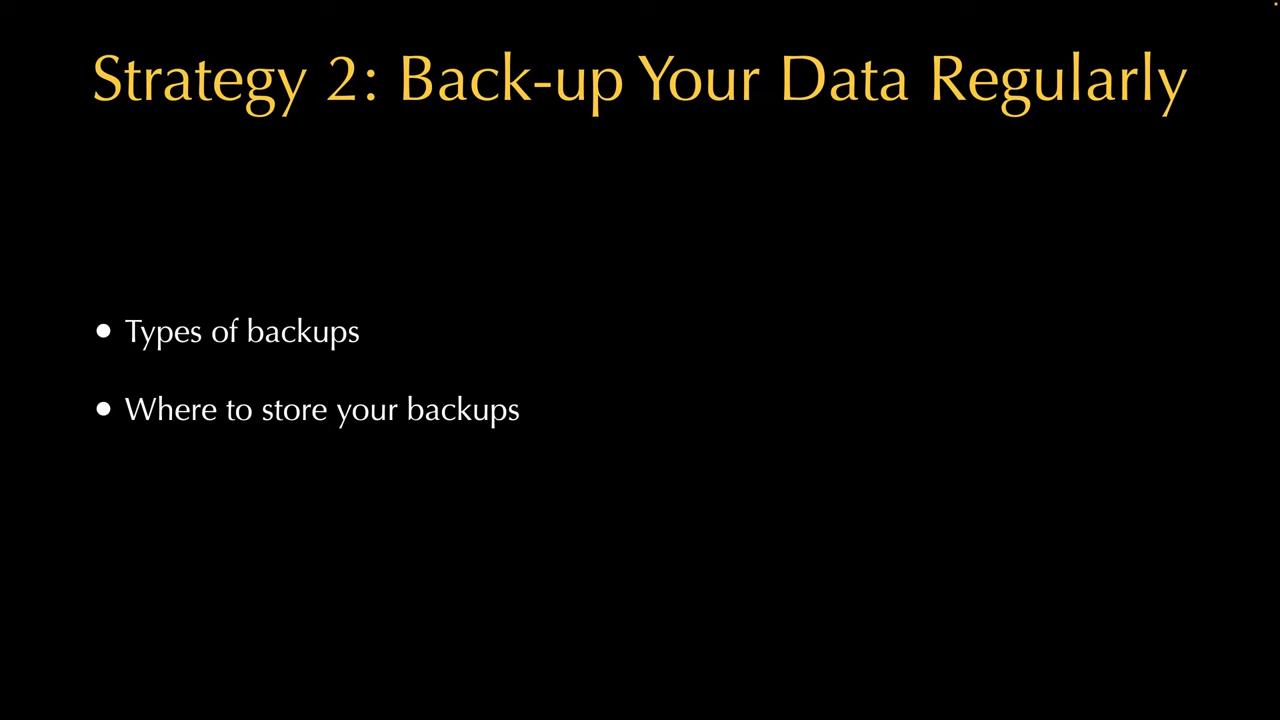 Strategy 2: Back-up Your Data Regularly
• Types of backups
• Where to store your backups